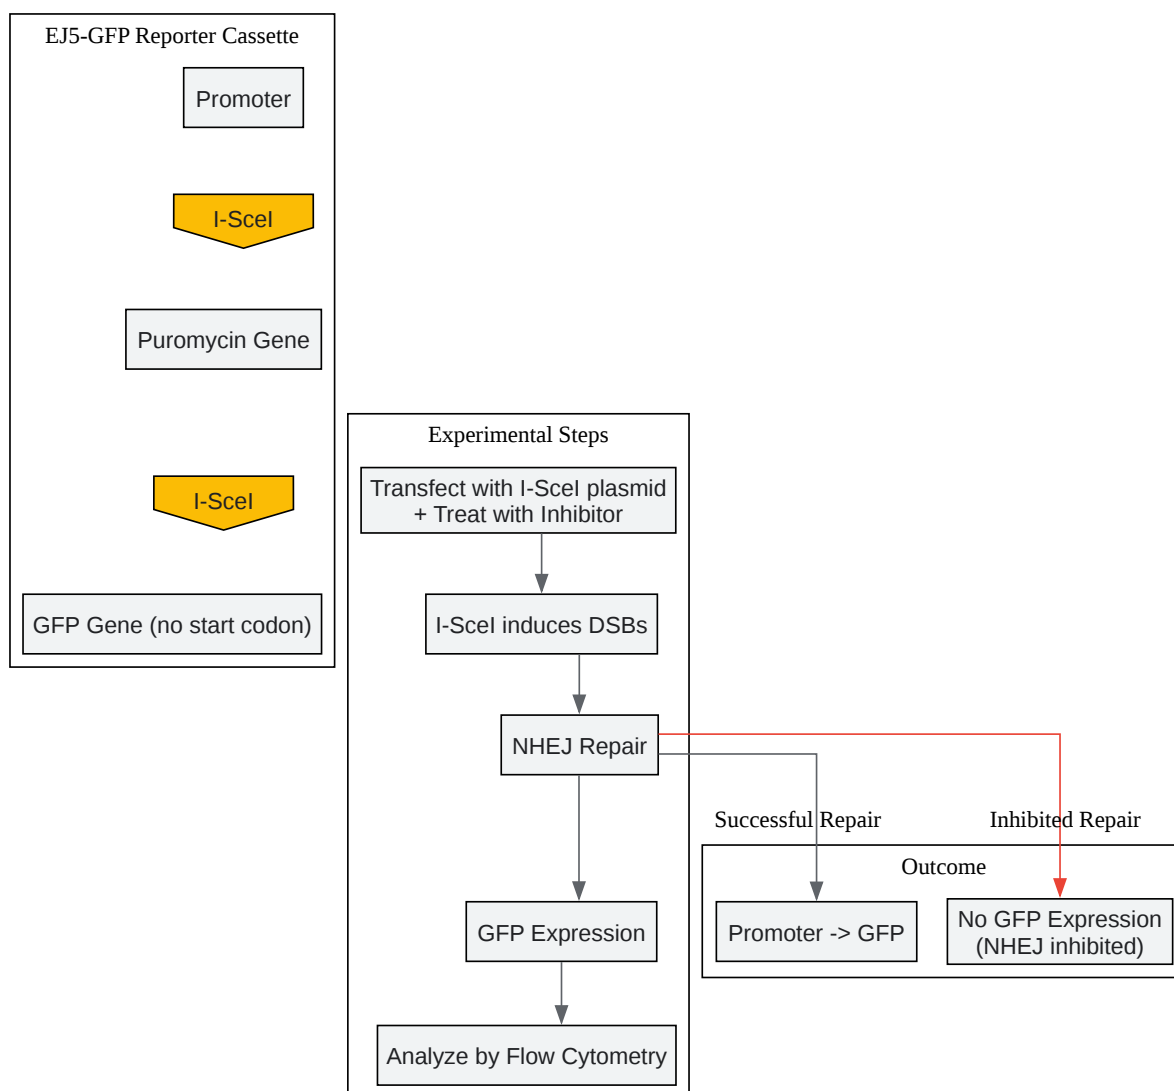 EJ5-GFP Reporter Cassette
Promoter
I-SceI
Puromycin Gene
I-SceI
GFP Gene (no start codon)
Experimental Steps
Transfect with I-SceI plasmid
+ Treat with Inhibitor
I-SceI induces DSBs
NHEJ Repair
Successful Repair
Inhibited Repair
Outcome
Promoter -> GFP
No GFP Expression
(NHEJ inhibited)
GFP Expression
Analyze by Flow Cytometry